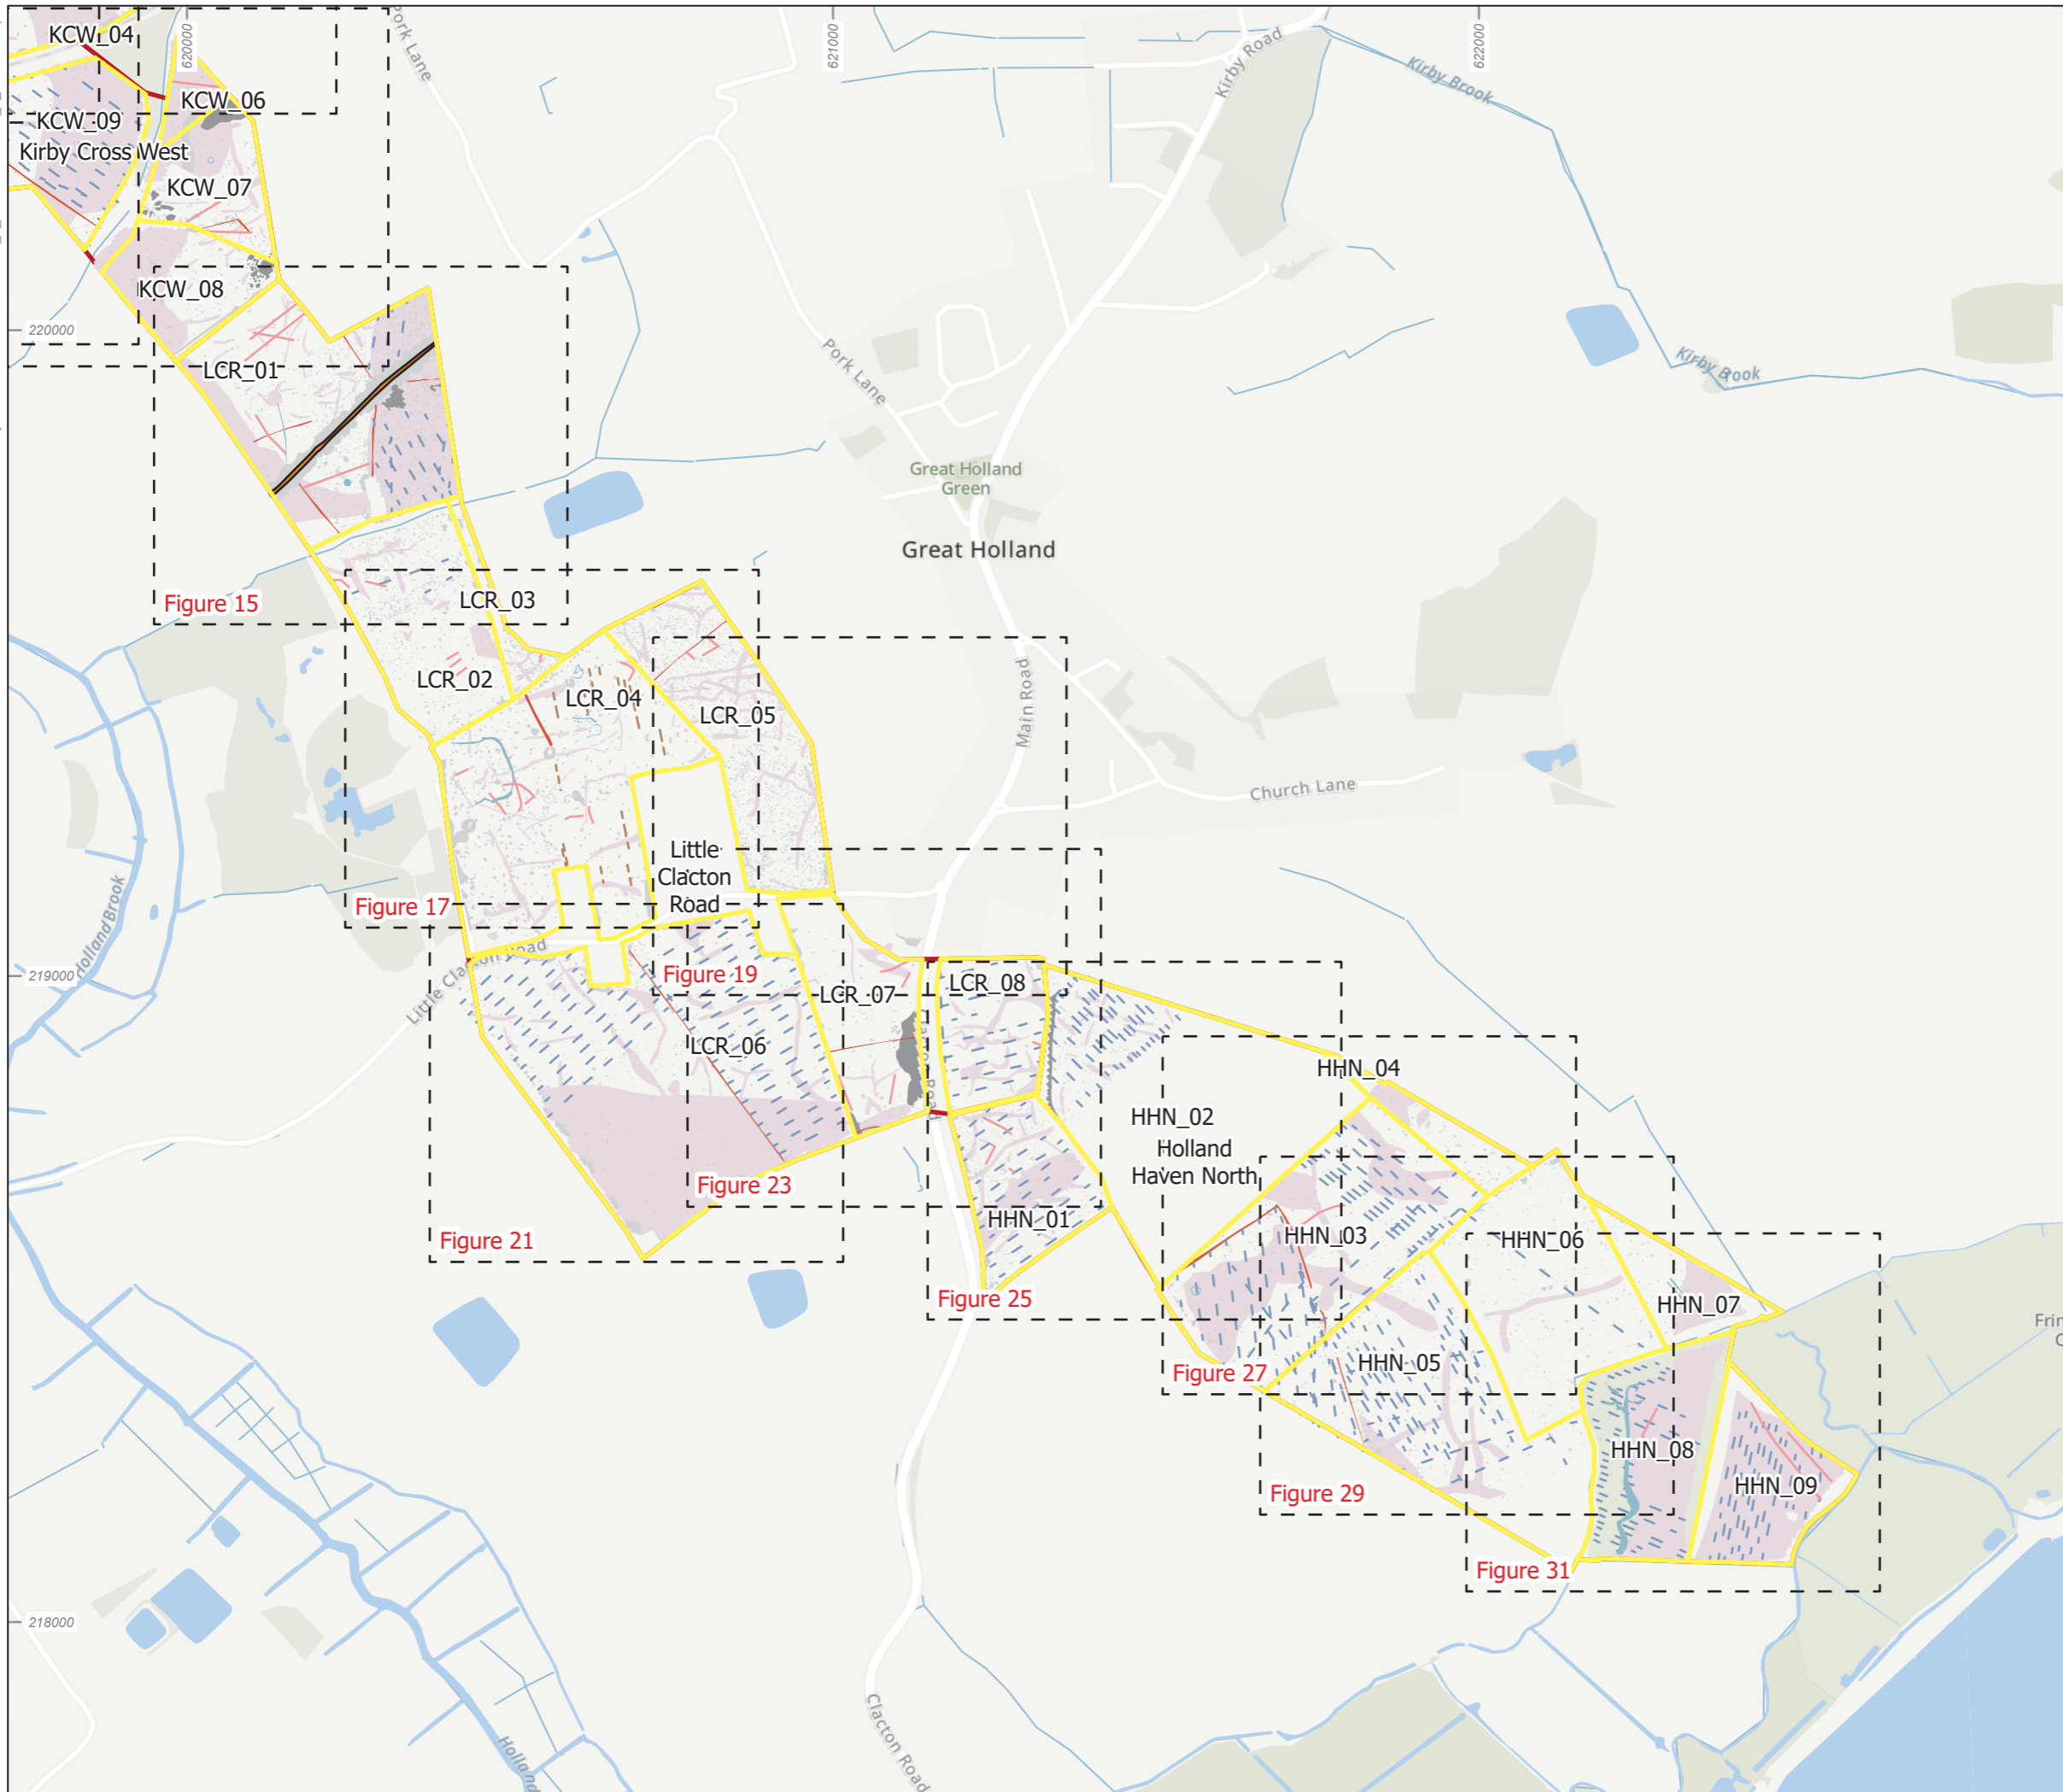 620000
621000
622000
KCW_04
Pork Lane
Kirby Road
Kirby Brook
KCW_06
KCW_09
Kirby Cross West
KCW_07
KCW_08
220000
LCR_01
Pork Lane
Kirby Brook
Great Holland
Green
Great Holland
Figure 15
LCR_03
LCR_02
LCR_04
LCR_05
Main Road
Church Lane
Little
Clacton
Road
Figure 17
Holland Brook
Little Clacton Road
219000
Figure 19
LCR_07
LCR_08
LCR_06
HHN_04
HHN_02
Holland
Haven North
Figure 23
HHN_01
Figure 21
HHN_03
HHN_06
Figure 25
HHN_07
Figure 27
HHN_05
HHN_08
HHN_09
Figure 29
Figure 31
218000
Clacton Road
Holland